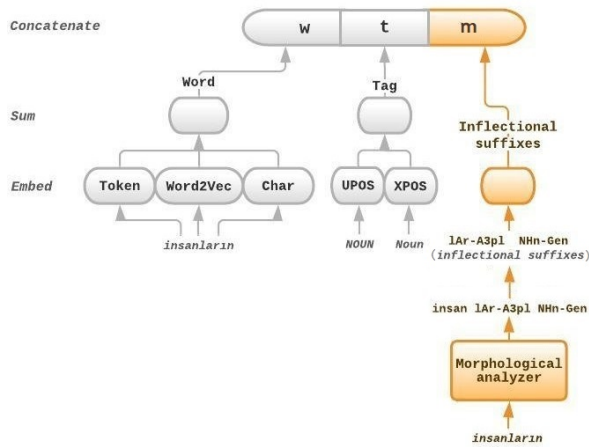 Concatenate
w t m
Word
Tag
Sum
Inflectional
suffixes
Embed
Token Word2Vec Char
UPOS XPOS
insanların
NOUN Noun
lAr-A3pl NHn-Gen
(inflectional suffixes)
insan lAr-A3pl NHn-Gen
Morphological
analyzer
insanların